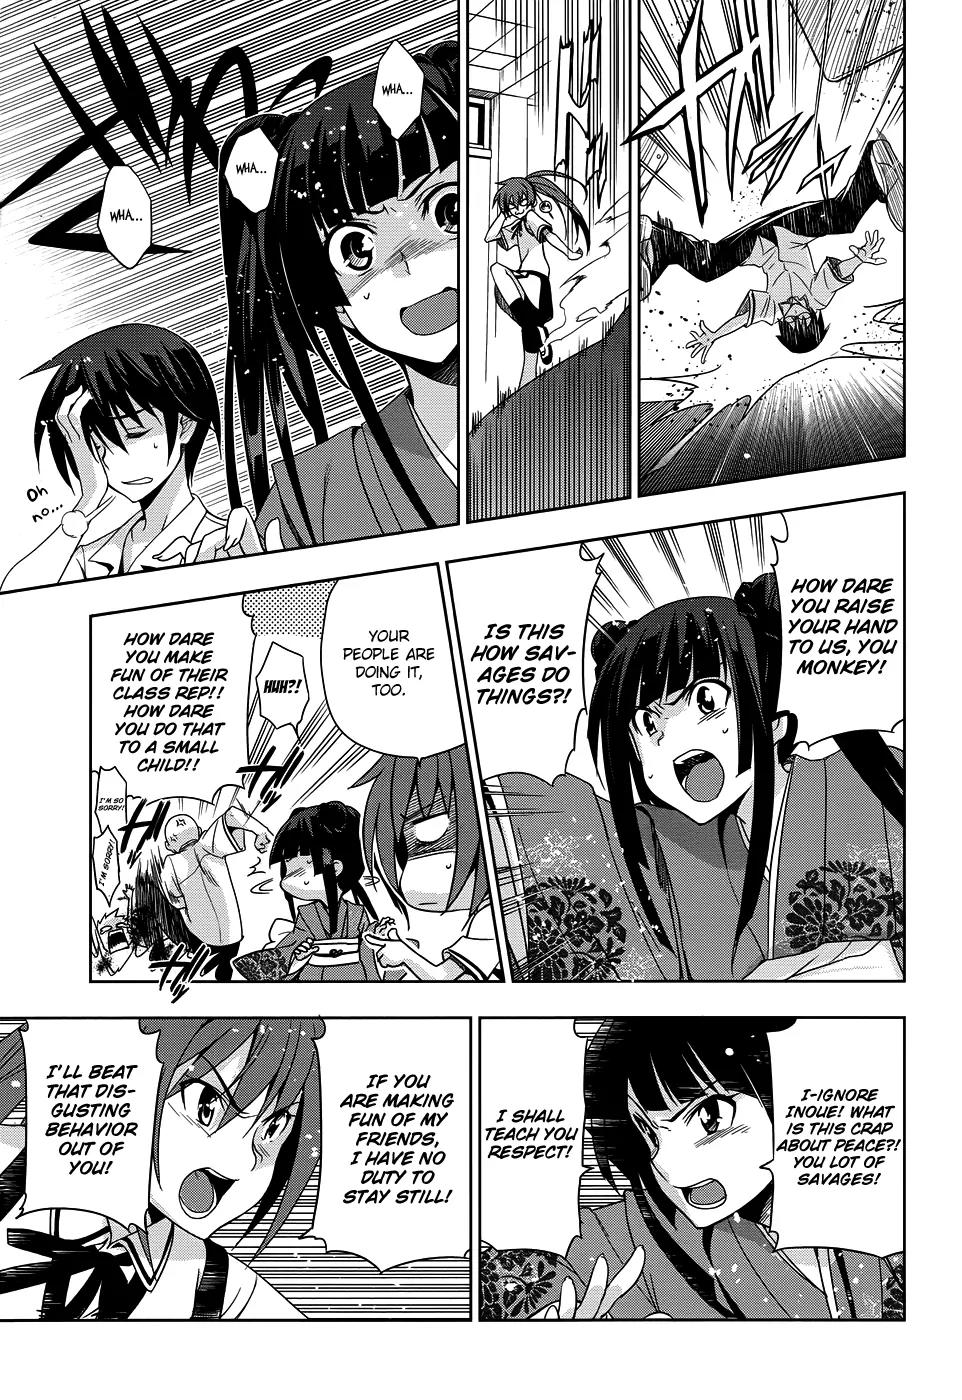 WHA...
WHA...
WHA...
Oh
no...
HOW DARE
YOU RAISE
YOUR HAND
TO US, YOU
MONKEY!
IS THIS
HOW SAV-
AGES DO
THINGS?!
YOUR
PEOPLE ARE
DOING IT,
TOO.
HUH?!
HOW DARE
YOU MAKE
FUN OF THEIR
CLASS REP!!
HOW DARE
YOU DO THAT
TO A SMALL
CHILD!!
I'M SO
SORRY!
I'M SORRY!
I-IGNORE
INOUE! WHAT
IS THIS CRAP
ABOUT PEACE?!
YOU LOT OF
SAVAGES!
I SHALL
TEACH YOU
RESPECT!
IF YOU
ARE MAKING
FUN OF MY
FRIENDS,
I HAVE NO
DUTY TO
STAY STILL!
I'LL BEAT
THAT DIS-
GUSTING
BEHAVIOR
OUT OF
YOU!